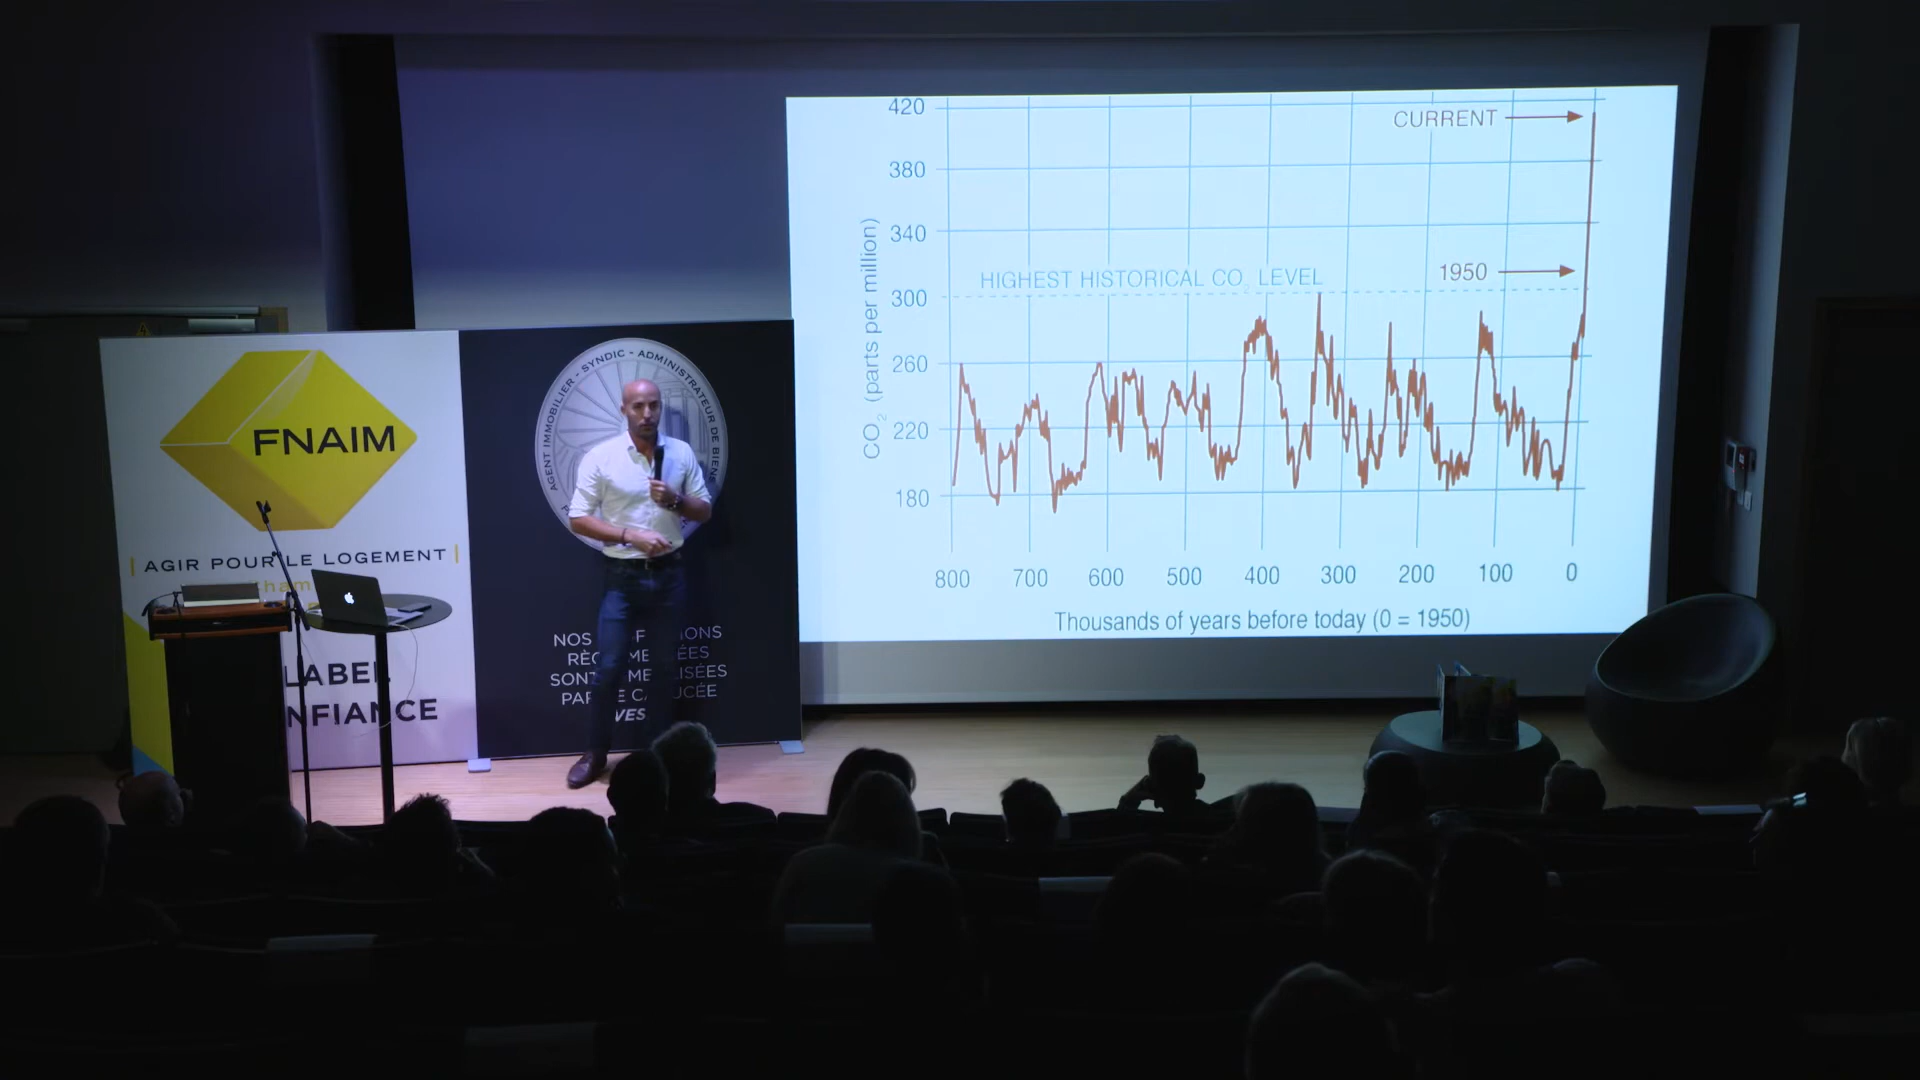 FNAIM
AGIR POUR LE LOGEMENT
LABEL
NFIANCE
AGENT IMMOBILIER - SYNDIC - ADMINISTRATEUR DE BIENS
NOS
SONT
420
380
340
300
260
220
180
CO2 (parts per million)
CURRENT
1950
HIGHEST HISTORICAL CO2 LEVEL
800 700 600 500 400 300 200 100 0
Thousands of years before today (0 = 1950)